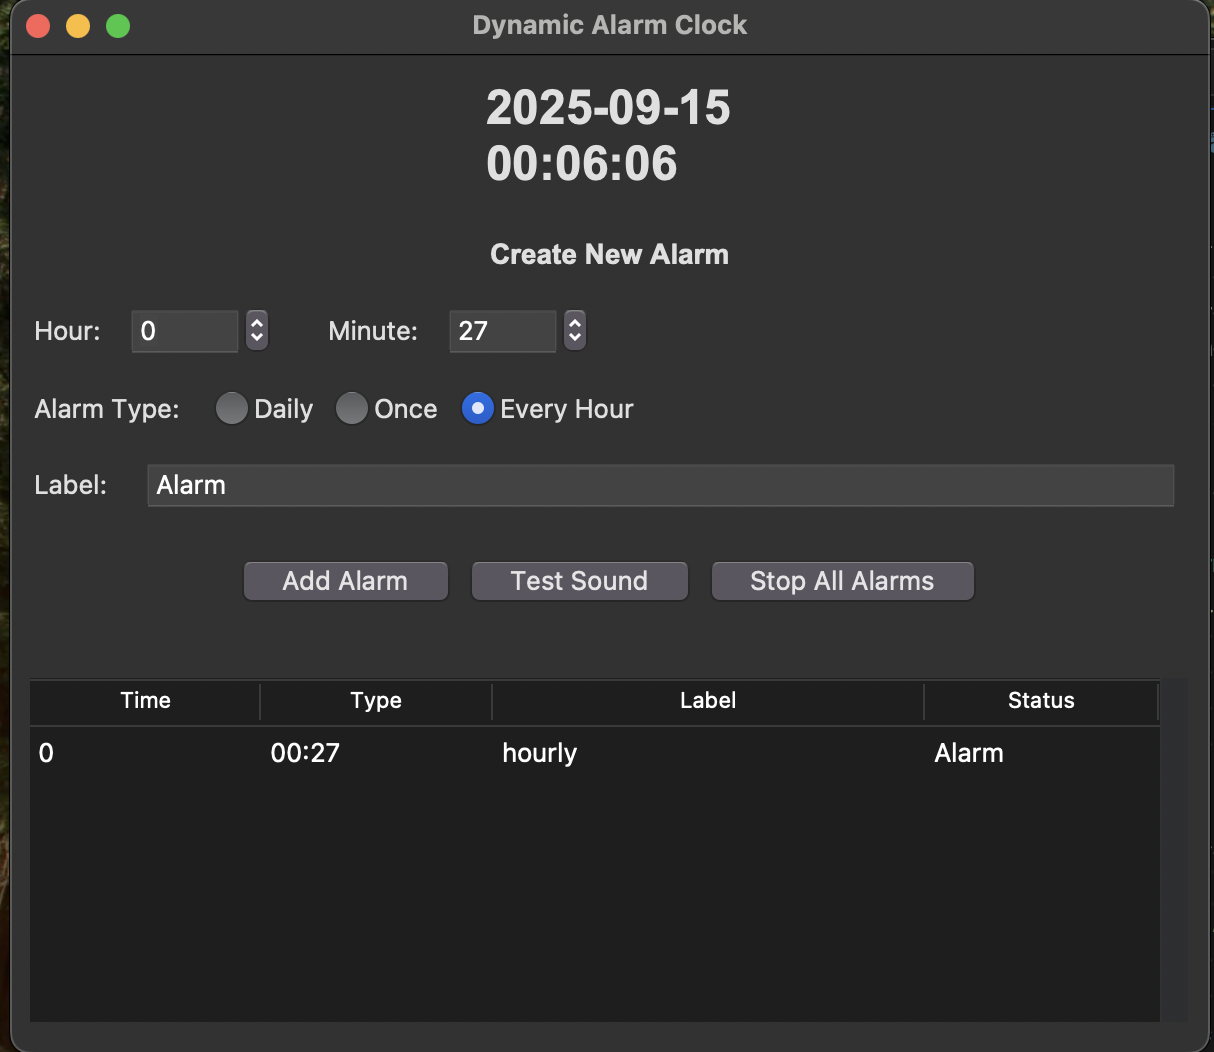 Dynamic Alarm Clock
2025-09-15
00:06:06
Create New Alarm
Hour: 0 Minute: 27
Alarm Type: Daily Once Every Hour
Label: Alarm
Add Alarm Test Sound Stop All Alarms
Time Type Label Status
0 00:27 hourly Alarm